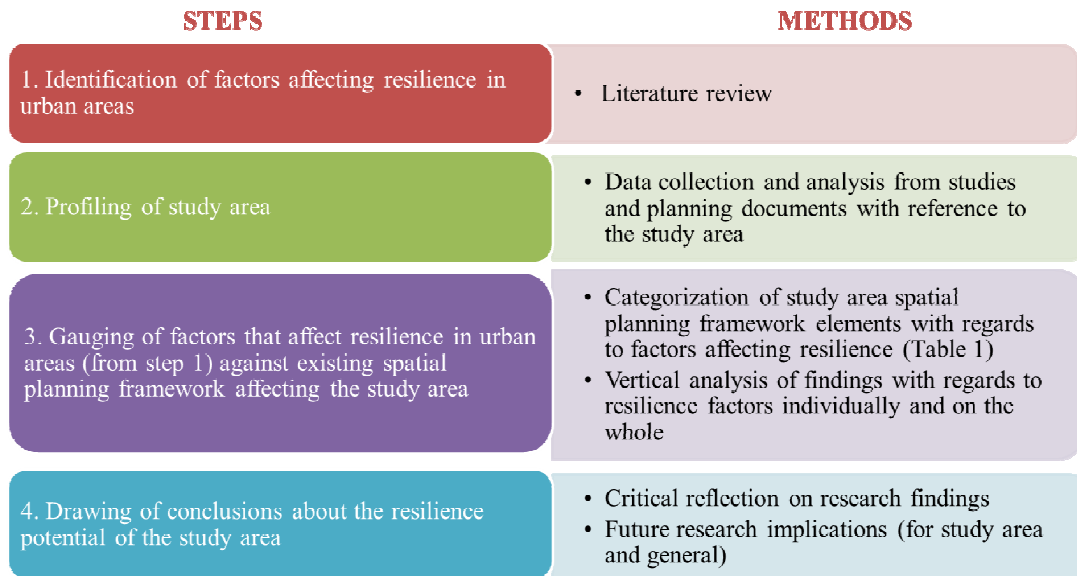 STEPS
METHODS
1. Identification of factors affecting resilience in
urban areas
• Literature review
2. Profiling of study area
• Data collection and analysis from studies
and planning documents with reference to
the study area
3. Gauging of factors that affect resilience in urban
areas (from step 1) against existing spatial
planning framework affecting the study area
• Categorization of study area spatial
planning framework elements with regards
to factors affecting resilience (Table 1)
• Vertical analysis of findings with regards to
resilience factors individually and on the
whole
4. Drawing of conclusions about the resilience
potential of the study area
• Critical reflection on research findings
• Future research implications (for study area
and general)